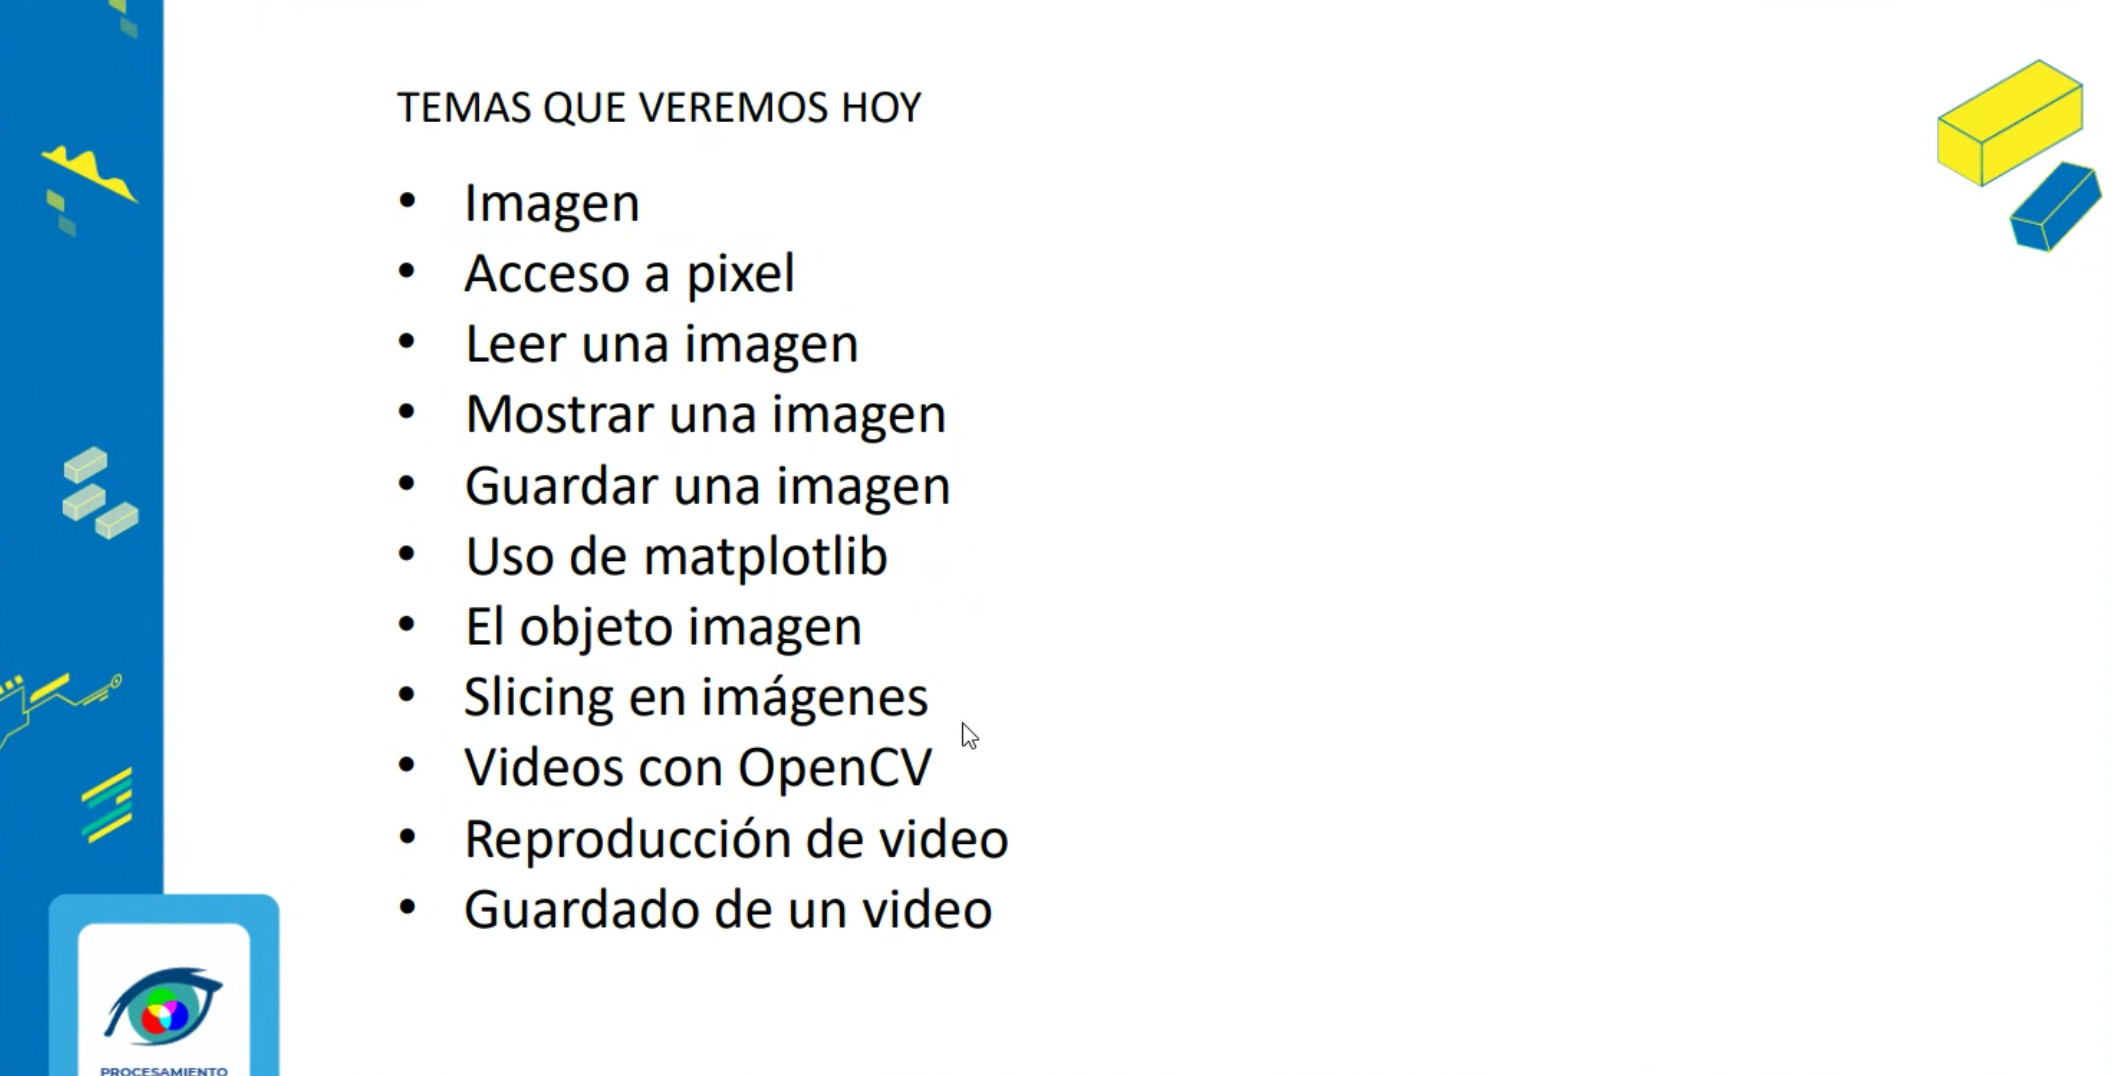 TEMAS QUE VEREMOS HOY
• Imagen
• Acceso a pixel
• Leer una imagen
• Mostrar una imagen
• Guardar una imagen
• Uso de matplotlib
• El objeto imagen
• Slicing en imágenes
• Videos con OpenCV
• Reproducción de video
• Guardado de un video
PROCESAMIENTO